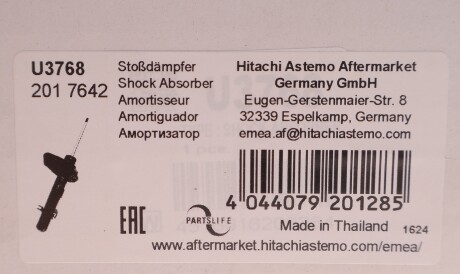 U3768
201 7642
Stoßdämpfer
Shock Absorber
Amortisseur
Amortiguador
Амортизатор
Hitachi Astemo Aftermarket
Germany GmbH
Eugen-Gerstenmaier-Str. 8
32339 Espelkamp, Germany
emea.af@hitachiastemo.com
4 044079 201285
EAC
PARTSLIFE
Made in Thailand 1624
www.aftermarket.hitachiastemo.com/emea/